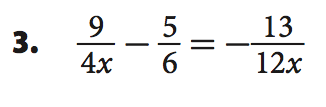 3. 9/4x − 5/6 = −13/12x